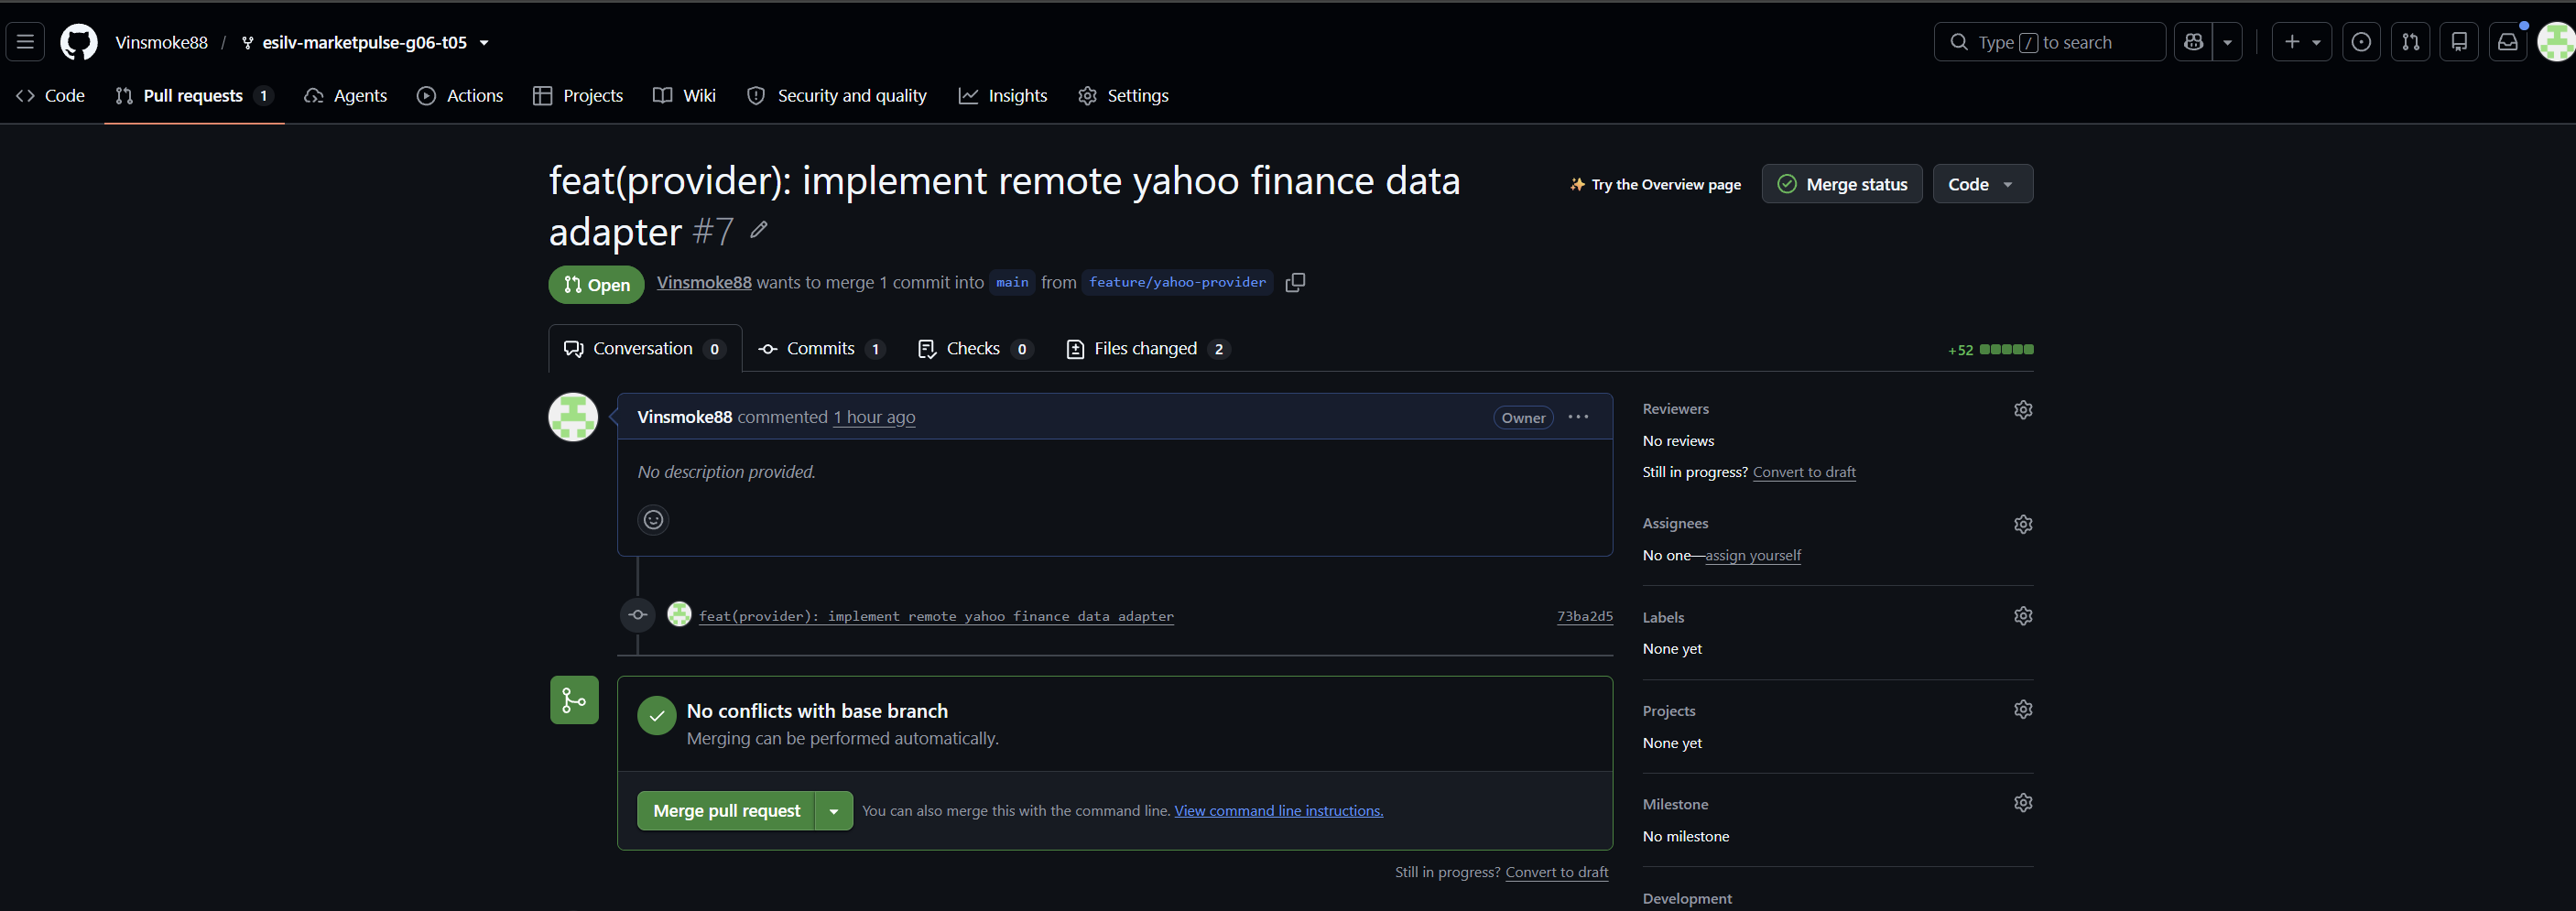 Vinsmoke88 / esilv-marketpulse-g06-t05
Type / to search
Code
Pull requests 1
Agents
Actions
Projects
Wiki
Security and quality
Insights
Settings
feat(provider): implement remote yahoo finance data
adapter #7
Try the Overview page
Merge status
Code
Open
Vinsmoke88 wants to merge 1 commit into main from feature/yahoo-provider
Conversation 0
Commits 1
Checks 0
Files changed 2
+52
Vinsmoke88 commented 1 hour ago
Owner
No description provided.
feat(provider): implement remote yahoo finance data adapter
73ba2d5
No conflicts with base branch
Merging can be performed automatically.
Merge pull request
You can also merge this with the command line. View command line instructions.
Still in progress? Convert to draft
Reviewers
No reviews
Still in progress? Convert to draft
Assignees
No one—assign yourself
Labels
None yet
Projects
None yet
Milestone
No milestone
Development